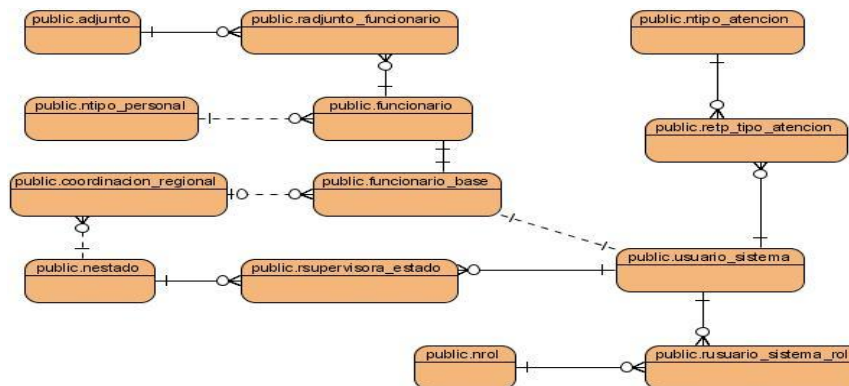 public.adjunto
public.radjunto_funcionario
public.ntipo_atencion
public.ntipo_personal
public.funcionario
public.retp_tipo_atencion
public.coordinacion_regional
public.funcionario_base
public.nestado
public.rsupervisora_estado
public.usuario_sistema
public.nrol
public.rusuario_sistema_rol